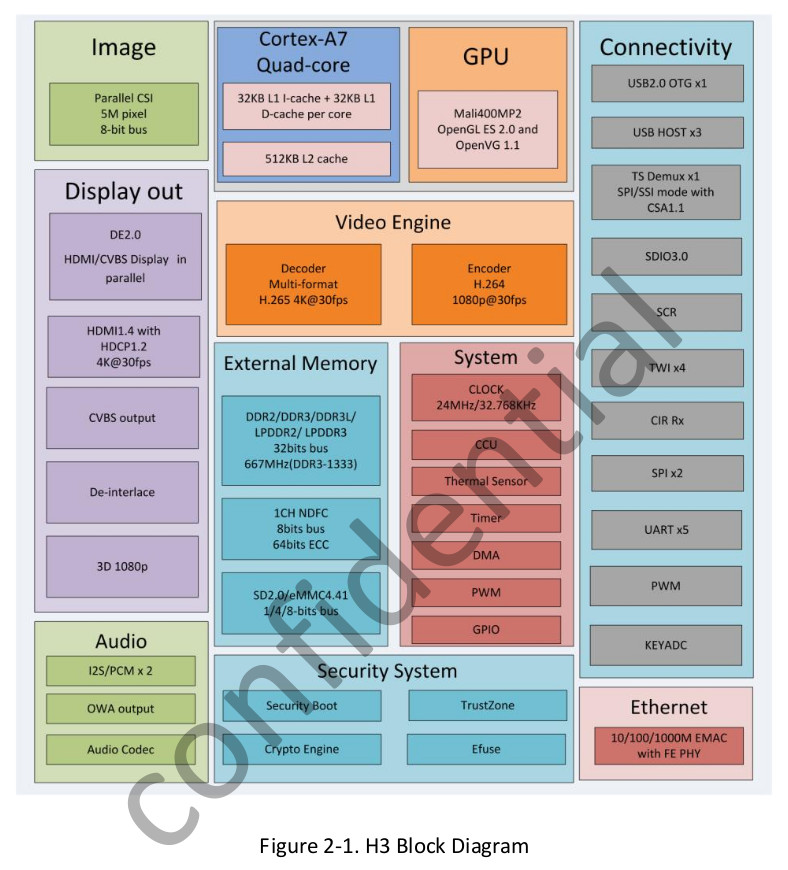 Image
Parallel CSI
5M pixel
8-bit bus
Display out
DE2.0
HDMI/CVBS Display in
parallel
HDMI1.4 with
HDCP1.2
4K@30fps
CVBS output
De-interlace
3D 1080p
Audio
I2S/PCM x 2
OWA output
Audio Codec
Cortex-A7
Quad-core
32KB L1 I-cache + 32KB L1
D-cache per core
512KB L2 cache
GPU
Mali400MP2
OpenGL ES 2.0 and
OpenVG 1.1
Video Engine
Decoder
Multi-format
H.265 4K@30fps
Encoder
H.264
1080p@30fps
External Memory
DDR2/DDR3/DDR3L/
LPDDR2/ LPDDR3
32bits bus
667MHz(DDR3-1333)
1CH NDFC
8bits bus
64bits ECC
SD2.0/eMMC4.41
1/4/8-bits bus
System
CLOCK
24MHz/32.768KHz
CCU
Thermal Sensor
Timer
DMA
PWM
GPIO
Security System
Security Boot
TrustZone
Crypto Engine
Efuse
Connectivity
USB2.0 OTG x1
USB HOST x3
TS Demux x1
SPI/SSI mode with
CSA1.1
SDIO3.0
SCR
TWI x4
CIR Rx
SPI x2
UART x5
PWM
KEYADC
Ethernet
10/100/1000M EMAC
with FE PHY
confidential
Figure 2-1. H3 Block Diagram